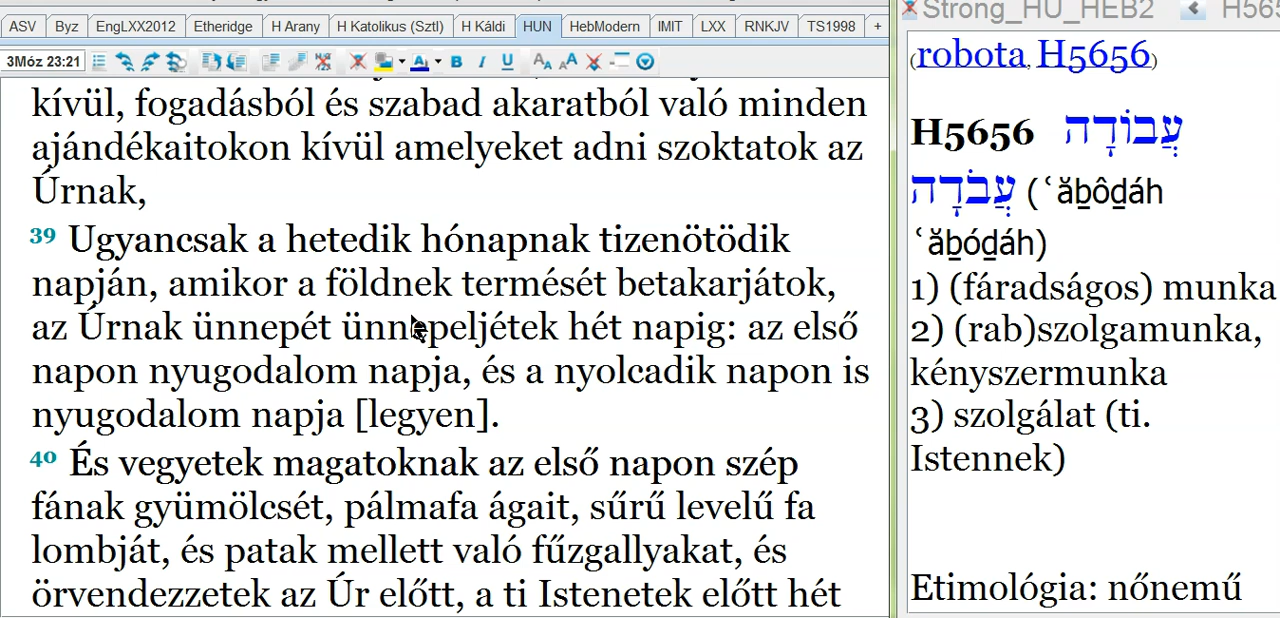 ASV Byz EngLXX2012 Etheridge H Arany H Katolikus (Sztl) H Káldi HUN HebModern IMIT LXX RNKJV TS1998 +
3Móz 23:21
kívül, fogadásból és szabad akaratból való minden
ajándékaitokon kívül amelyeket adni szoktatok az
Úrnak,
39 Ugyancsak a hetedik hónapnak tizenötödik
napján, amikor a földnek termését betakarjátok,
az Úrnak ünnepét ünnepeljétek hét napig: az első
napon nyugodalom napja, és a nyolcadik napon is
nyugodalom napja [legyen].
40 És vegyetek magatoknak az első napon szép
fának gyümölcsét, pálmafa ágait, sűrű levelű fa
lombját, és patak mellett való fűzgallyakat, és
örvendezzetek az Úr előtt, a ti Istenetek előtt hét
Strong_HU_HEB2 H565
(robota, H5656)
H5656 עֲבוֹדָה
עֲבֹדָה (ʿăḇôḏáh
ʿăḇóḏáh)
1) (fáradságos) munka
2) (rab)szolgamunka,
kényszermunka
3) szolgálat (ti.
Istennek)
Etimológia: nőnemű